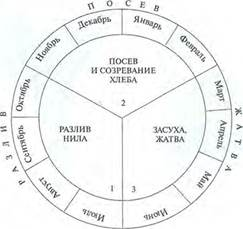 ПОСЕВ
ЖАТВА
РАЗЛИВ
Январь
Февраль
Март
Апрель
Май
Июнь
Июль
Август
Сентябрь
Октябрь
Ноябрь
Декабрь
ПОСЕВ
И СОЗРЕВАНИЕ
ХЛЕБА
2
РАЗЛИВ
НИЛА
1
ЗАСУХА,
ЖАТВА
3